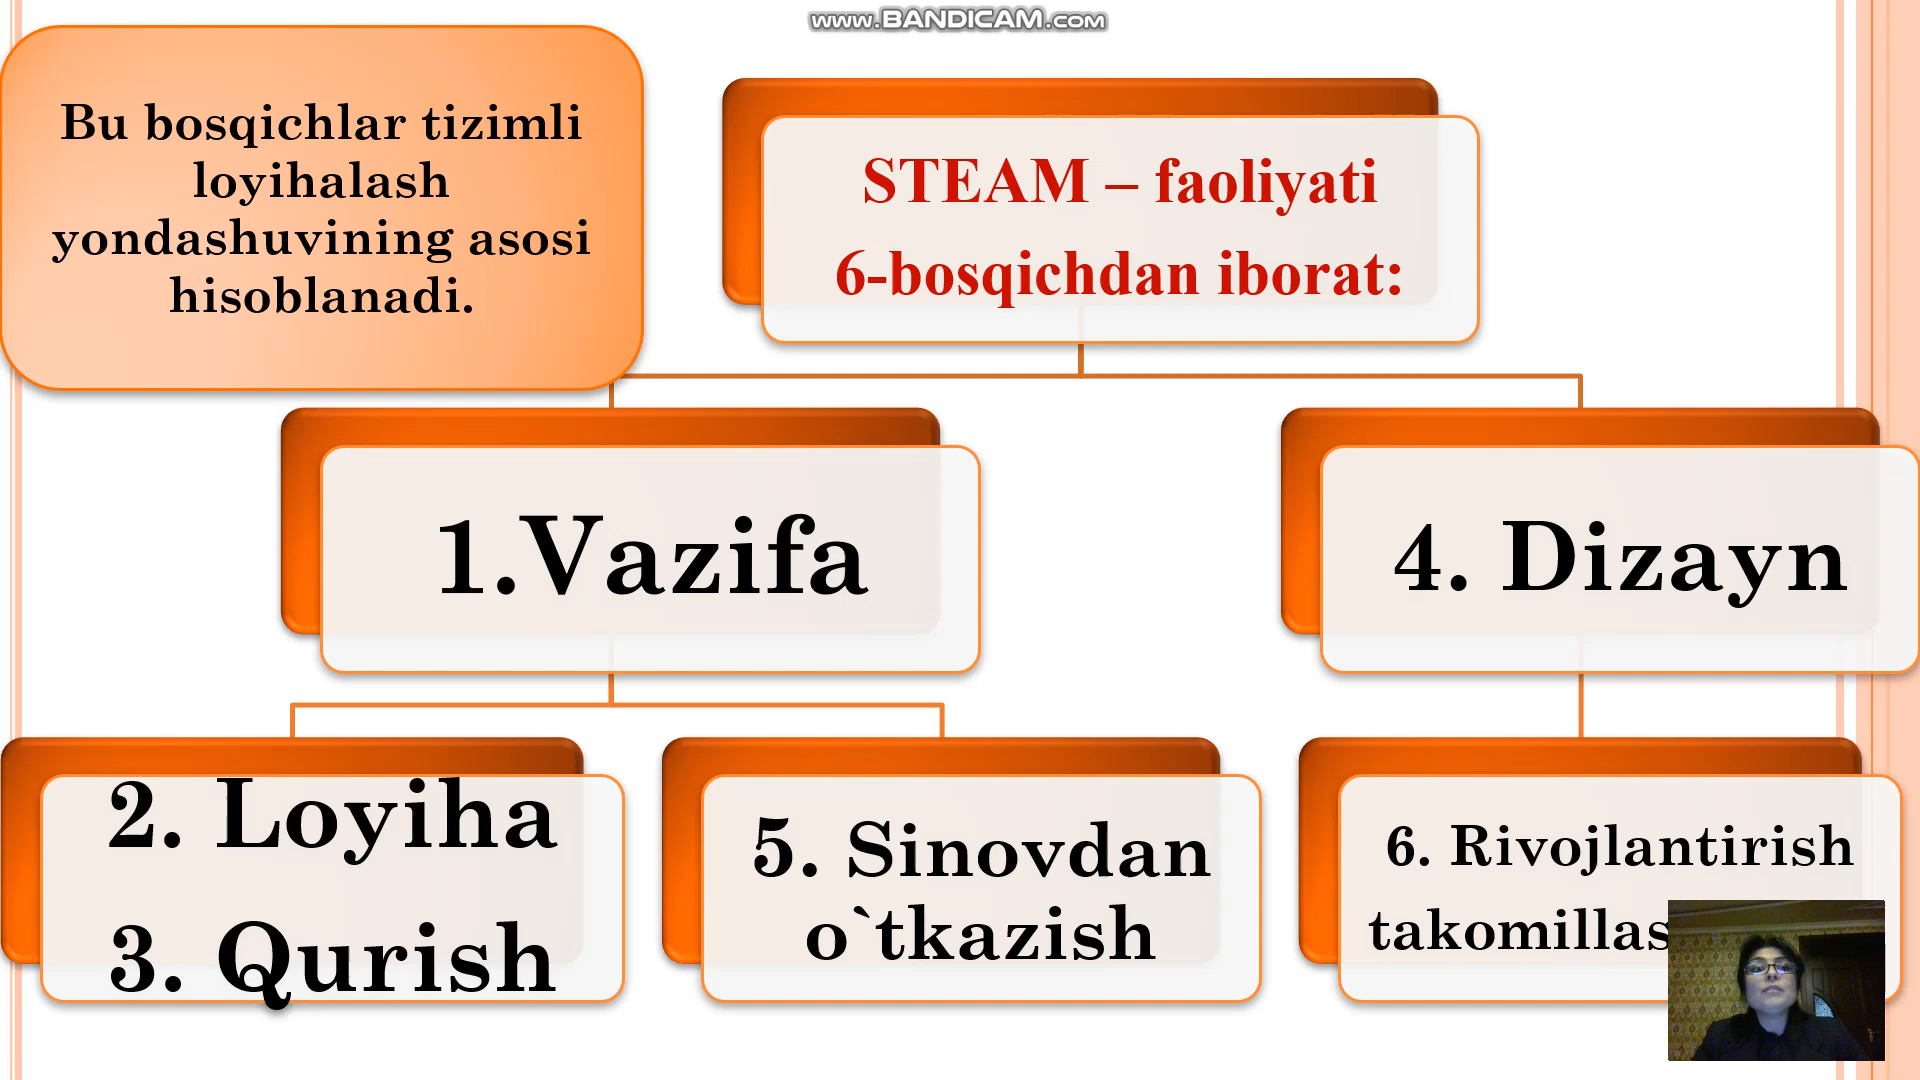 www.BANDICAM.com
Bu bosqichlar tizimli
loyihalash
yondashuvining asosi
hisoblanadi.
STEAM – faoliyati
6-bosqichdan iborat:
1.Vazifa
4. Dizayn
2. Loyiha
3. Qurish
5. Sinovdan
o`tkazish
6. Rivojlantirish